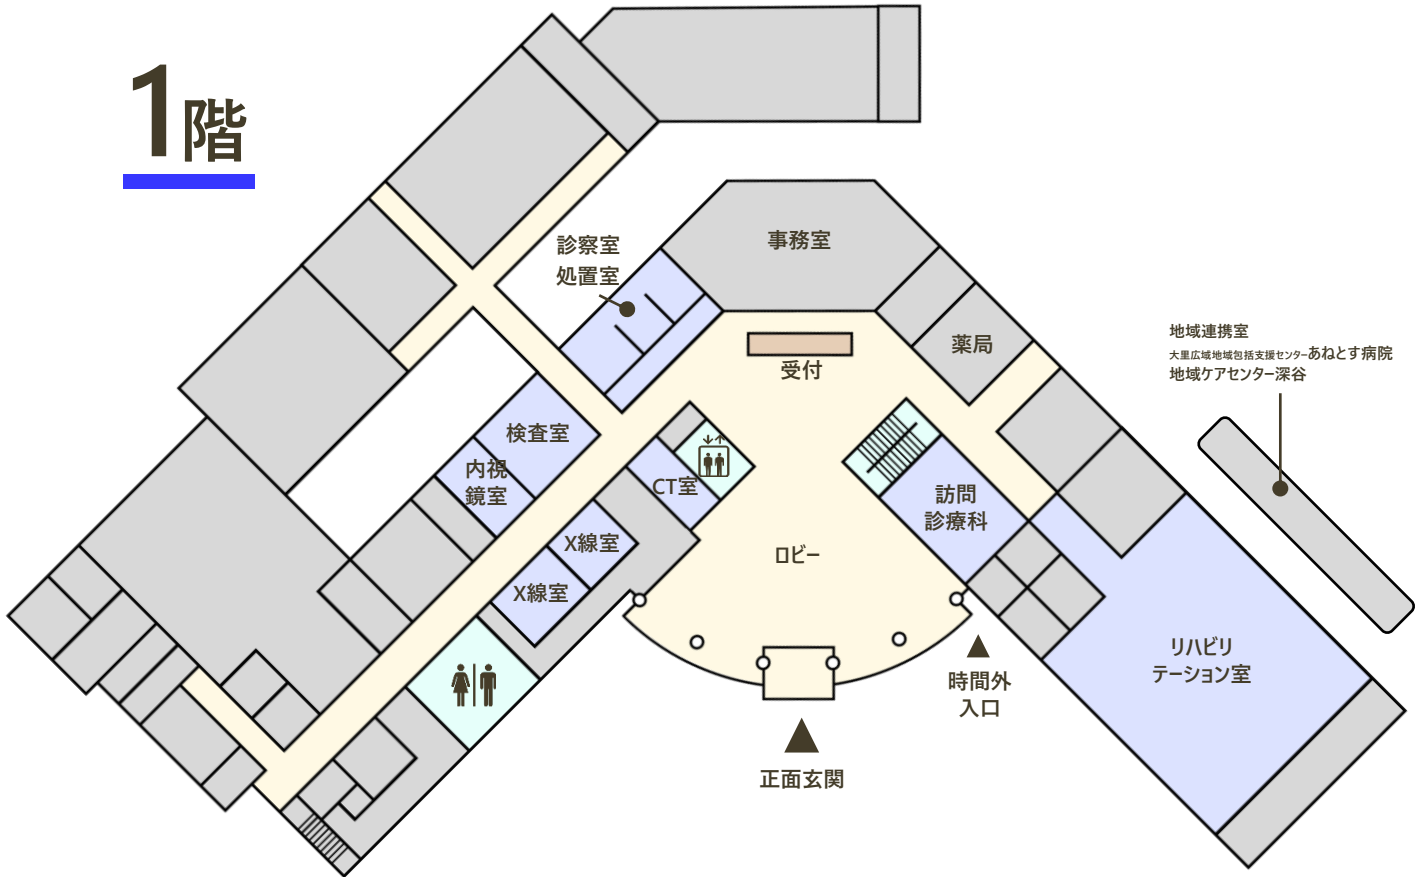 1階
診察室
処置室
事務室
薬局
受付
地域連携室
大里広域地域包括支援センターあねとす病院
地域ケアセンター深谷
検査室
内視
鏡室
CT室
訪問
診療科
X線室
ロビー
X線室
リハビリ
テーション室
時間外
入口
正面玄関